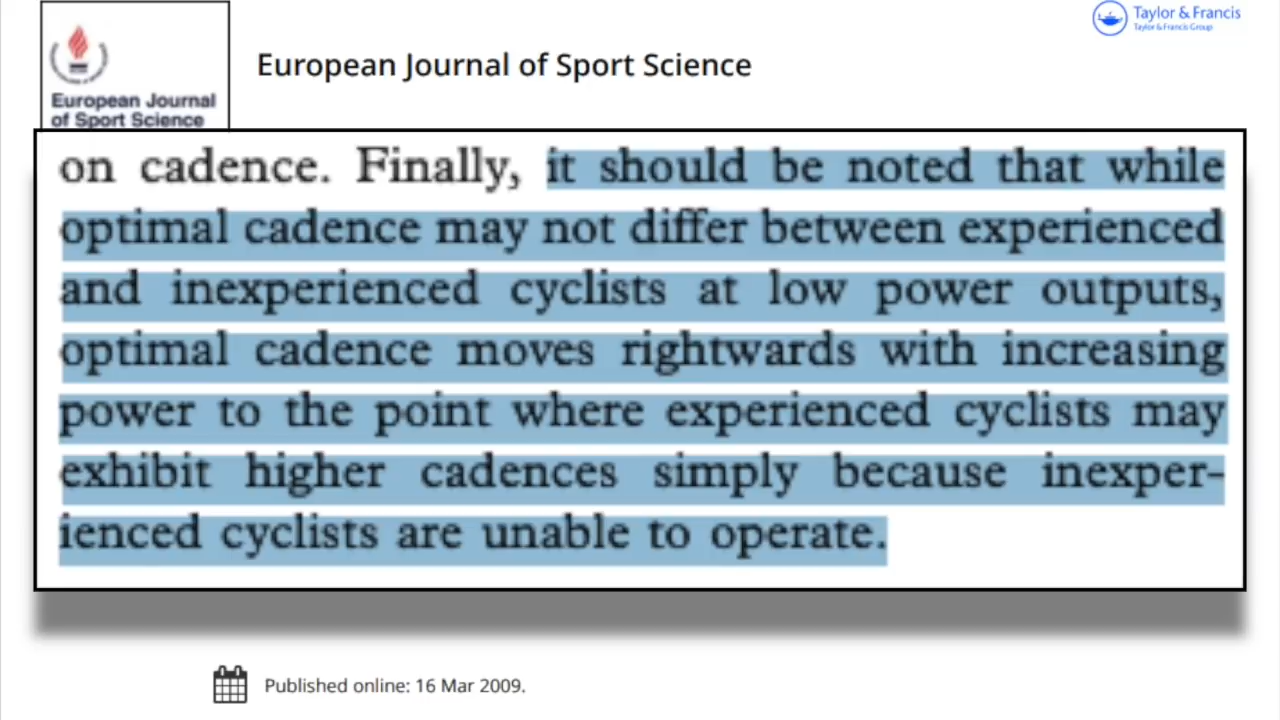 Taylor & Francis
Taylor & Francis Group
European Journal of Sport Science
European Journal
of Sport Science
on cadence. Finally, it should be noted that while
optimal cadence may not differ between experienced
and inexperienced cyclists at low power outputs,
optimal cadence moves rightwards with increasing
power to the point where experienced cyclists may
exhibit higher cadences simply because inexper-
ienced cyclists are unable to operate.
Published online: 16 Mar 2009.